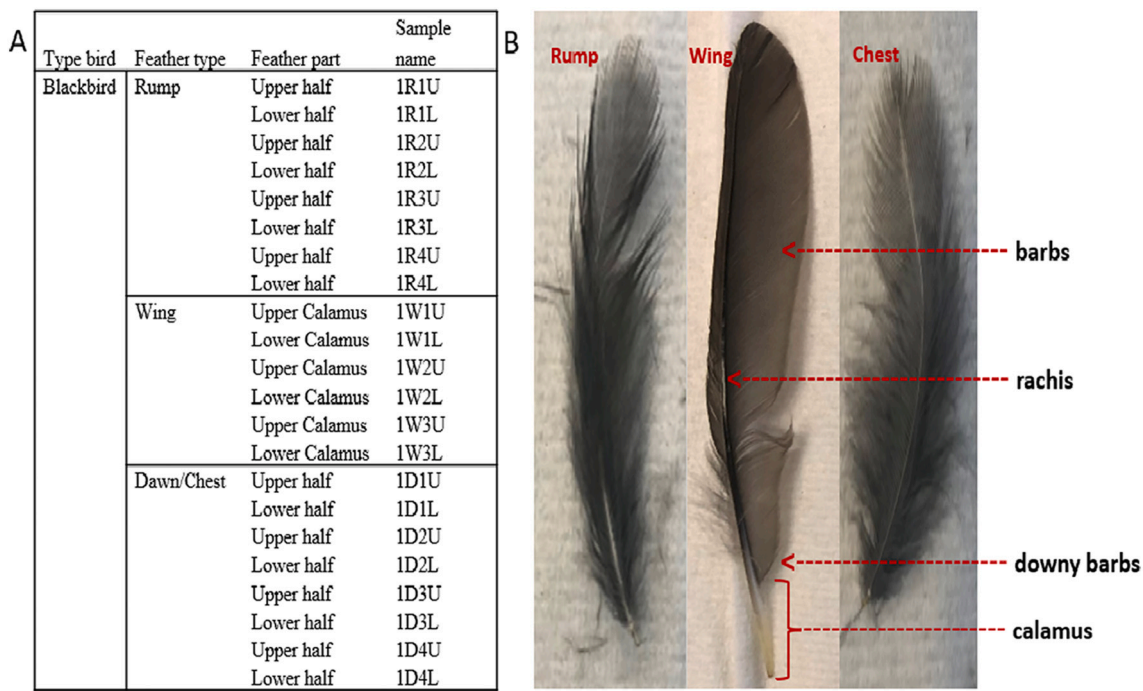 A
Type bird Feather type Feather part Sample name
Blackbird Rump Upper half 1R1U
Lower half 1R1L
Upper half 1R2U
Lower half 1R2L
Upper half 1R3U
Lower half 1R3L
Upper half 1R4U
Lower half 1R4L
Wing Upper Calamus 1W1U
Lower Calamus 1W1L
Upper Calamus 1W2U
Lower Calamus 1W2L
Upper Calamus 1W3U
Lower Calamus 1W3L
Dawn/Chest Upper half 1D1U
Lower half 1D1L
Upper half 1D2U
Lower half 1D2L
Upper half 1D3U
Lower half 1D3L
Upper half 1D4U
Lower half 1D4L
B
Rump
Wing
Chest
barbs
rachis
downy barbs
calamus